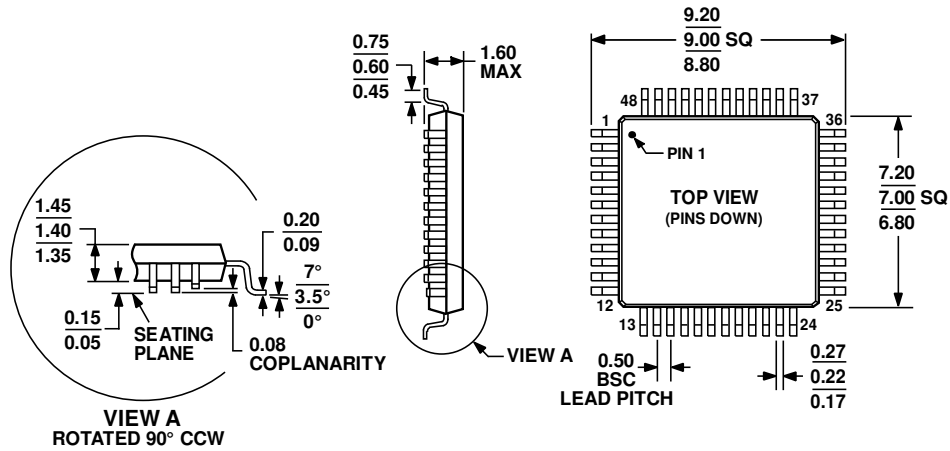 0.75
0.60
0.45
1.60
MAX
9.20
9.00 SQ
8.80
48
37
1
36
PIN 1
TOP VIEW
(PINS DOWN)
7.20
7.00 SQ
6.80
12
25
13
24
0.50
BSC
LEAD PITCH
0.27
0.22
0.17
VIEW A
1.45
1.40
1.35
0.20
0.09
7°
3.5°
0°
0.15
0.05
SEATING
PLANE
0.08
COPLANARITY
VIEW A
ROTATED 90° CCW